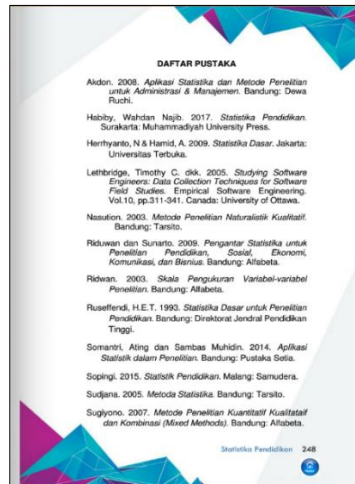 DAFTAR PUSTAKA
Akdon. 2008. Aplikasi Statistika dan Metode Penelitian
untuk Administrasi & Manajemen. Bandung: Dewa
Ruchi.
Habiby, Wahdan Najib. 2017. Statistika Pendidikan.
Surakarta: Muhammadiyah University Press.
Herrhyanto, N & Hamid, A. 2009. Statistika Dasar. Jakarta:
Universitas Terbuka.
Lethbridge, Timothy C. dkk. 2005. Studying Software
Engineers: Data Collection Techniques for Software
Field Studies. Empirical Software Engineering.
Vol.10, pp.311-341. Canada: University of Ottawa.
Nasution. 2003. Metode Penelitian Naturalistik Kualitatif.
Bandung: Tarsito.
Riduwan dan Sunarto. 2009. Pengantar Statistika untuk
Penelitian Pendidikan, Sosial, Ekonomi,
Komunikasi, dan Bisnius. Bandung: Alfabeta.
Ridwan. 2003. Skala Pengukuran Variabel-variabel
Penelitian. Bandung: Alfabeta.
Ruseffendi, H.E.T. 1993. Statistika Dasar untuk Penelitian
Pendidikan. Bandung: Direktorat Jendral Pendidikan
Tinggi.
Somantri, Ating dan Sambas Muhidin. 2014. Aplikasi
Statistik dalam Penelitian. Bandung: Pustaka Setia.
Sopingi. 2015. Statistik Pendidikan. Malang: Samudera.
Sudjana. 2005. Metoda Statistika. Bandung: Tarsito.
Sugiyono. 2007. Metode Penelitian Kuantitatif Kualitataif
dan Kombinasi (Mixed Methods). Bandung: Alfabeta.
Statistika Pendidikan 248